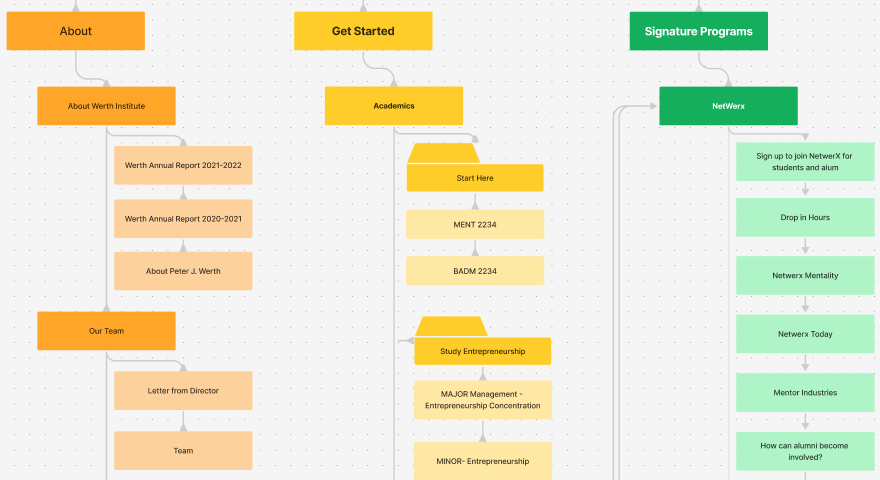 About
About Werth Institute
Werth Annual Report 2021-2022
Werth Annual Report 2020-2021
About Peter J. Werth
Our Team
Letter from Director
Team
Get Started
Academics
Start Here
MENT 2234
BADM 2234
Study Entrepreneurship
MAJOR Management -
Entrepreneurship Concentration
MINOR- Entrepreneurship
Signature Programs
NetWerx
Sign up to join NetwerX for
students and alum
Drop in Hours
Netwerx Mentality
Netwerx Today
Mentor Industries
How can alumni become
involved?